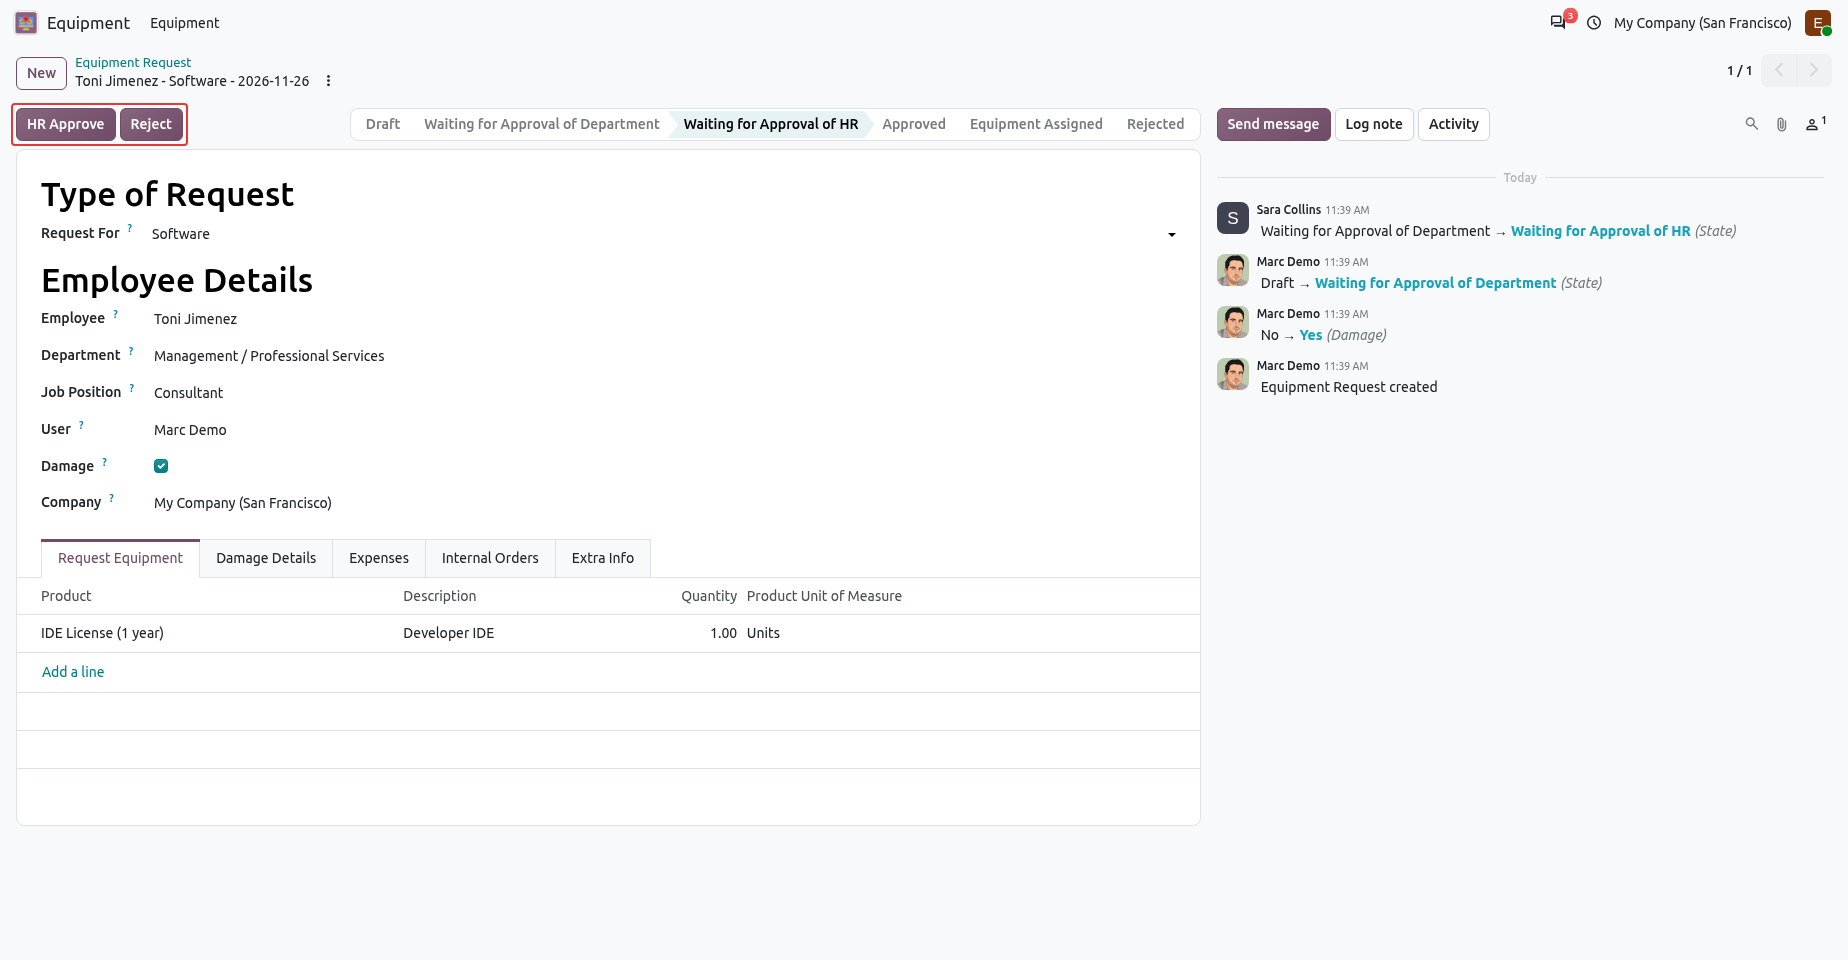 Equipment Equipment 3 My Company (San Francisco) E
New Equipment Request
Toni Jimenez - Software - 2026-11-26 1 / 1
HR Approve Reject Draft Waiting for Approval of Department Waiting for Approval of HR Approved Equipment Assigned Rejected Send message Log note Activity 1
Type of Request
Request For ? Software
Employee Details
Employee ? Toni Jimenez
Department ? Management / Professional Services
Job Position ? Consultant
User ? Marc Demo
Damage ?
Company ? My Company (San Francisco)
Request Equipment Damage Details Expenses Internal Orders Extra Info
Product Description Quantity Product Unit of Measure
IDE License (1 year) Developer IDE 1.00 Units
Add a line
Today
S Sara Collins 11:39 AM
Waiting for Approval of Department → Waiting for Approval of HR (State)
Marc Demo 11:39 AM
Draft → Waiting for Approval of Department (State)
Marc Demo 11:39 AM
No → Yes (Damage)
Marc Demo 11:39 AM
Equipment Request created